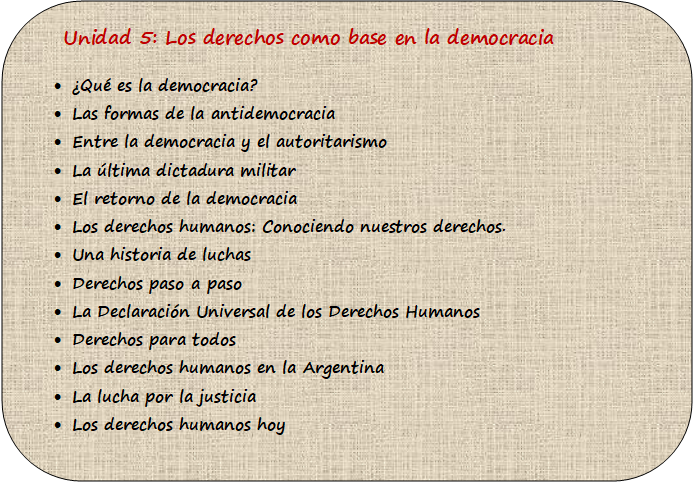 Unidad 5: Los derechos como base en la democracia
• ¿Qué es la democracia?
• Las formas de la antidemocracia
• Entre la democracia y el autoritarismo
• La última dictadura militar
• El retorno de la democracia
• Los derechos humanos: Conociendo nuestros derechos.
• Una historia de luchas
• Derechos paso a paso
• La Declaración Universal de los Derechos Humanos
• Derechos para todos
• Los derechos humanos en la Argentina
• La lucha por la justicia
• Los derechos humanos hoy